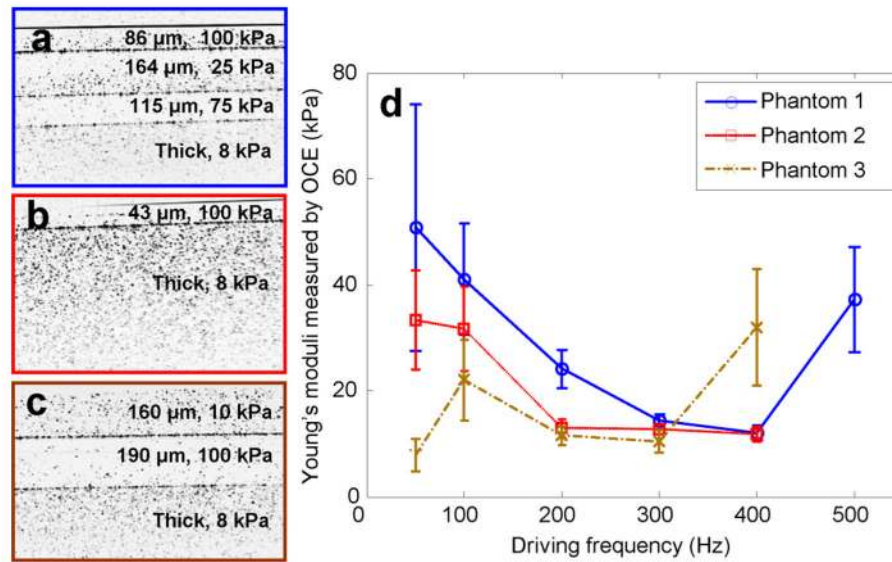 a
86 µm, 100 kPa
164 µm, 25 kPa
115 µm, 75 kPa
Thick, 8 kPa
b
43 µm, 100 kPa
Thick, 8 kPa
c
160 µm, 10 kPa
190 µm, 100 kPa
Thick, 8 kPa
d
Phantom 1
Phantom 2
Phantom 3
Young's moduli measured by OCE (kPa)
80
60
40
20
0
0 100 200 300 400 500
Driving frequency (Hz)